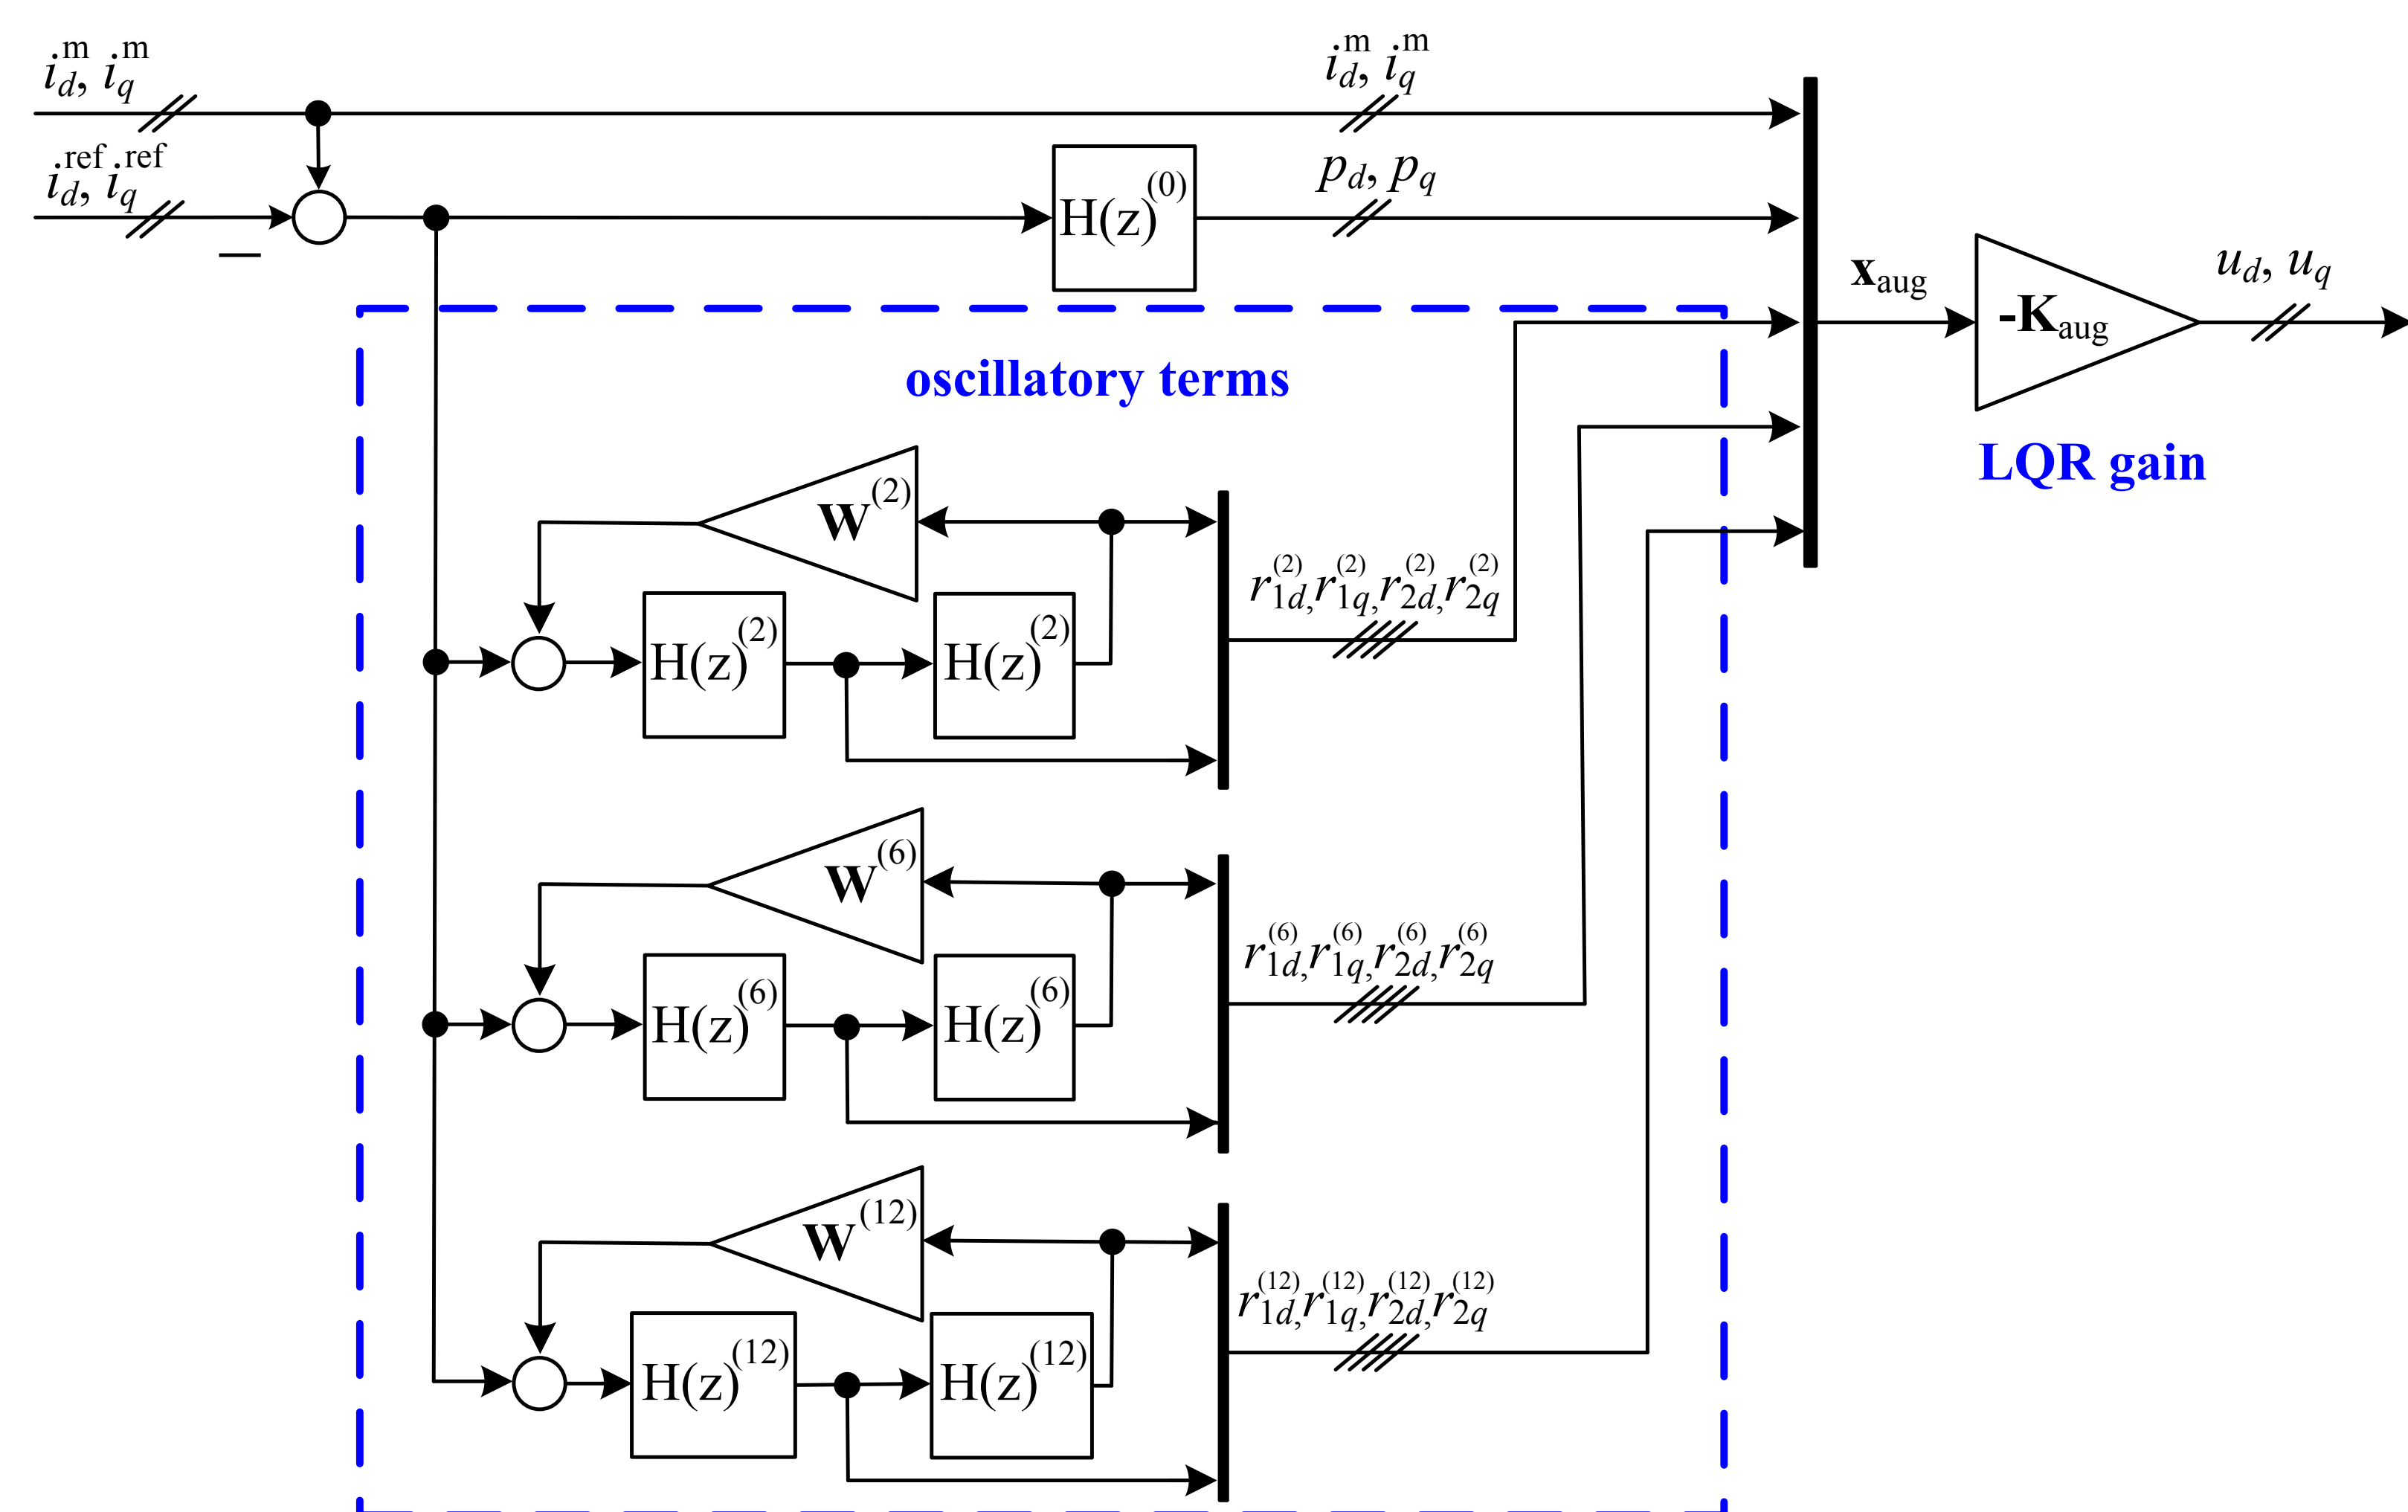 i_d^m, i_q^m
i_d^m, i_q^m
i_d^ref, i_q^ref
—
H(z)^(0)
p_d, p_q
x_aug
-K_aug
u_d, u_q
oscillatory terms
LQR gain
W^(2)
H(z)^(2)
H(z)^(2)
r_1d^(2), r_1q^(2), r_2d^(2), r_2q^(2)
W^(6)
H(z)^(6)
H(z)^(6)
r_1d^(6), r_1q^(6), r_2d^(6), r_2q^(6)
W^(12)
H(z)^(12)
H(z)^(12)
r_1d^(12), r_1q^(12), r_2d^(12), r_2q^(12)